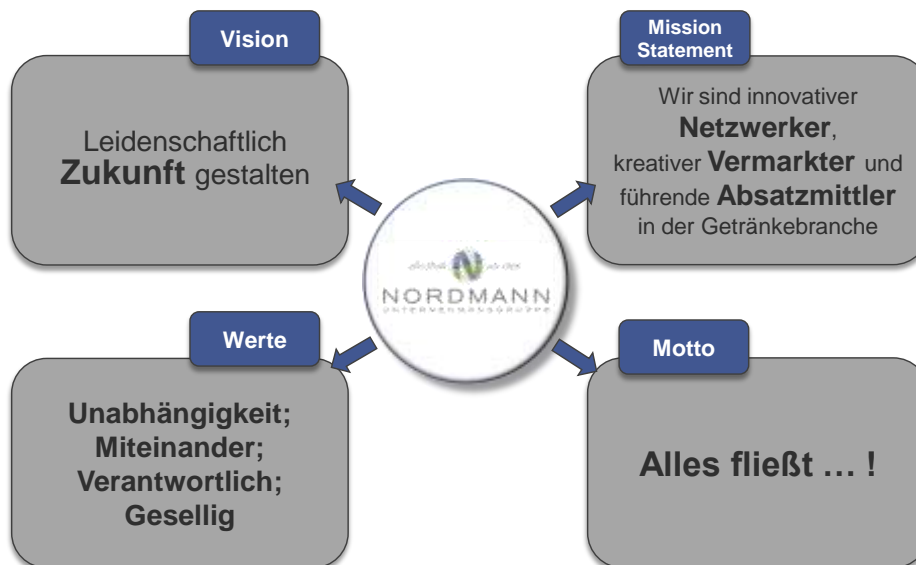 Vision
Leidenschaftlich
Zukunft gestalten
Mission
Statement
Wir sind innovativer
Netzwerker,
kreativer Vermarkter und
führende Absatzmittler
in der Getränkebranche
NORDMANN
UNTERNEHMENSGRUPPE
Werte
Unabhängigkeit;
Miteinander;
Verantwortlich;
Gesellig
Motto
Alles fließt … !